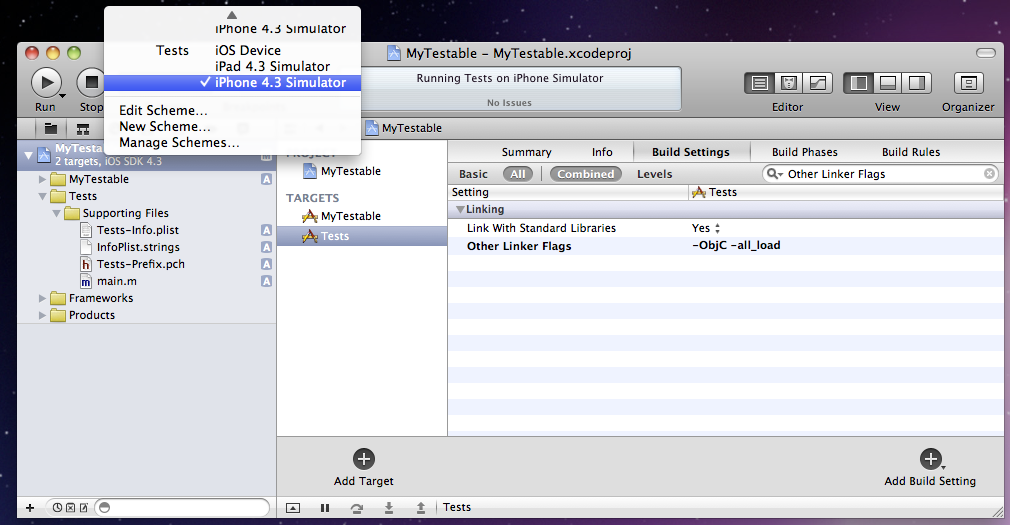 iPhone 4.3 Simulator
Tests iOS Device
iPad 4.3 Simulator
✓ iPhone 4.3 Simulator
Edit Scheme...
New Scheme...
Manage Schemes...
MyTestable – MyTestable.xcodeproj
Running Tests on iPhone Simulator
No Issues
Run
Stop
Editor
View
Organizer
MyTestable
2 targets, iOS SDK 4.3
MyTestable A
Tests
Supporting Files
Tests-Info.plist A
InfoPlist.strings A
Tests-Prefix.pch A
main.m A
Frameworks
Products
MyTestable
PROJECT
MyTestable
TARGETS
MyTestable
Tests
Summary Info Build Settings Build Phases Build Rules
Basic All Combined Levels Other Linker Flags
Setting Tests
Linking
Link With Standard Libraries Yes
Other Linker Flags -ObjC -all_load
Add Target
Add Build Setting
Tests